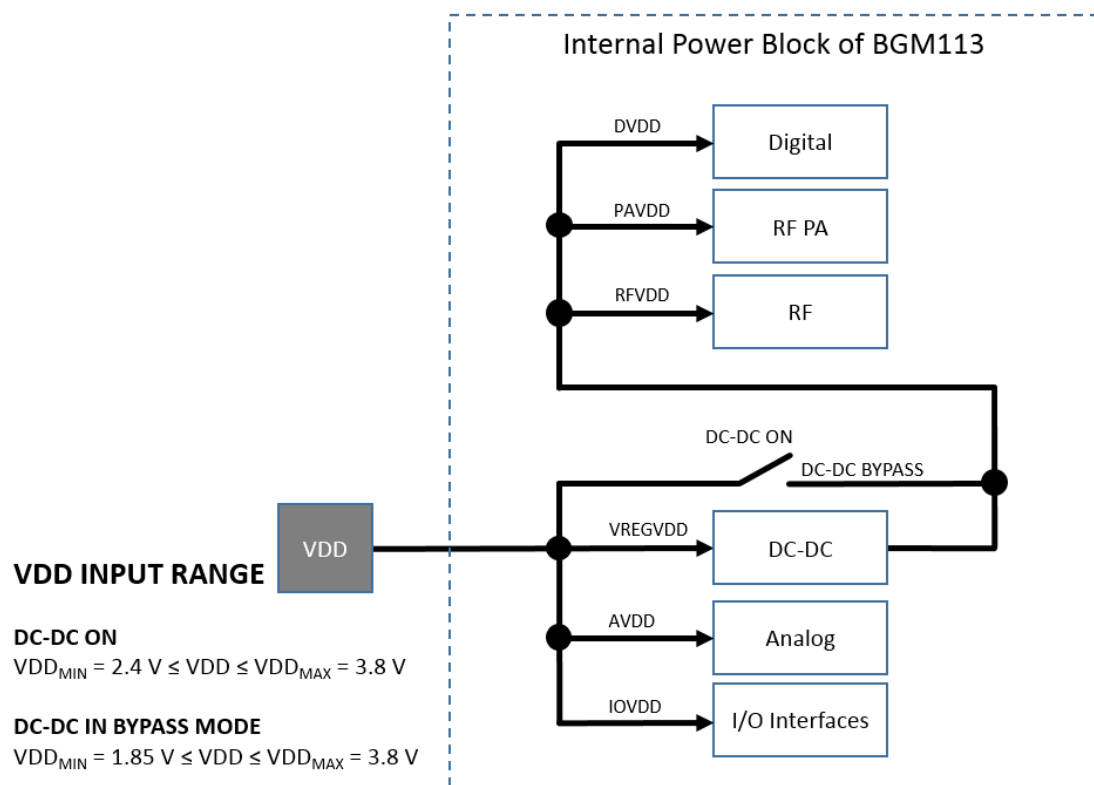 Internal Power Block of BGM113
DVDD
Digital
PAVDD
RF PA
RFVDD
RF
DC-DC ON
DC-DC BYPASS
VDD
VREGVDD
DC-DC
VDD INPUT RANGE
AVDD
Analog
DC-DC ON
VDDMIN = 2.4 V ≤ VDD ≤ VDDMAX = 3.8 V
IOVDD
I/O Interfaces
DC-DC IN BYPASS MODE
VDDMIN = 1.85 V ≤ VDD ≤ VDDMAX = 3.8 V